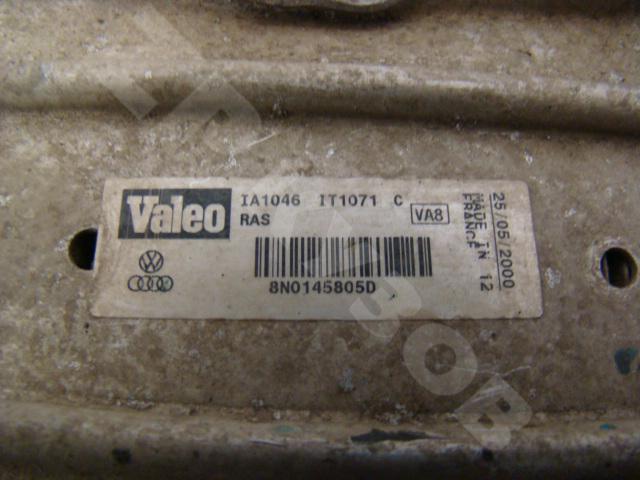 Valeo
IA1046 IT1071 C
RAS
VA8
8N0145805D
25/05/2000
MADE IN 12
FRANCE